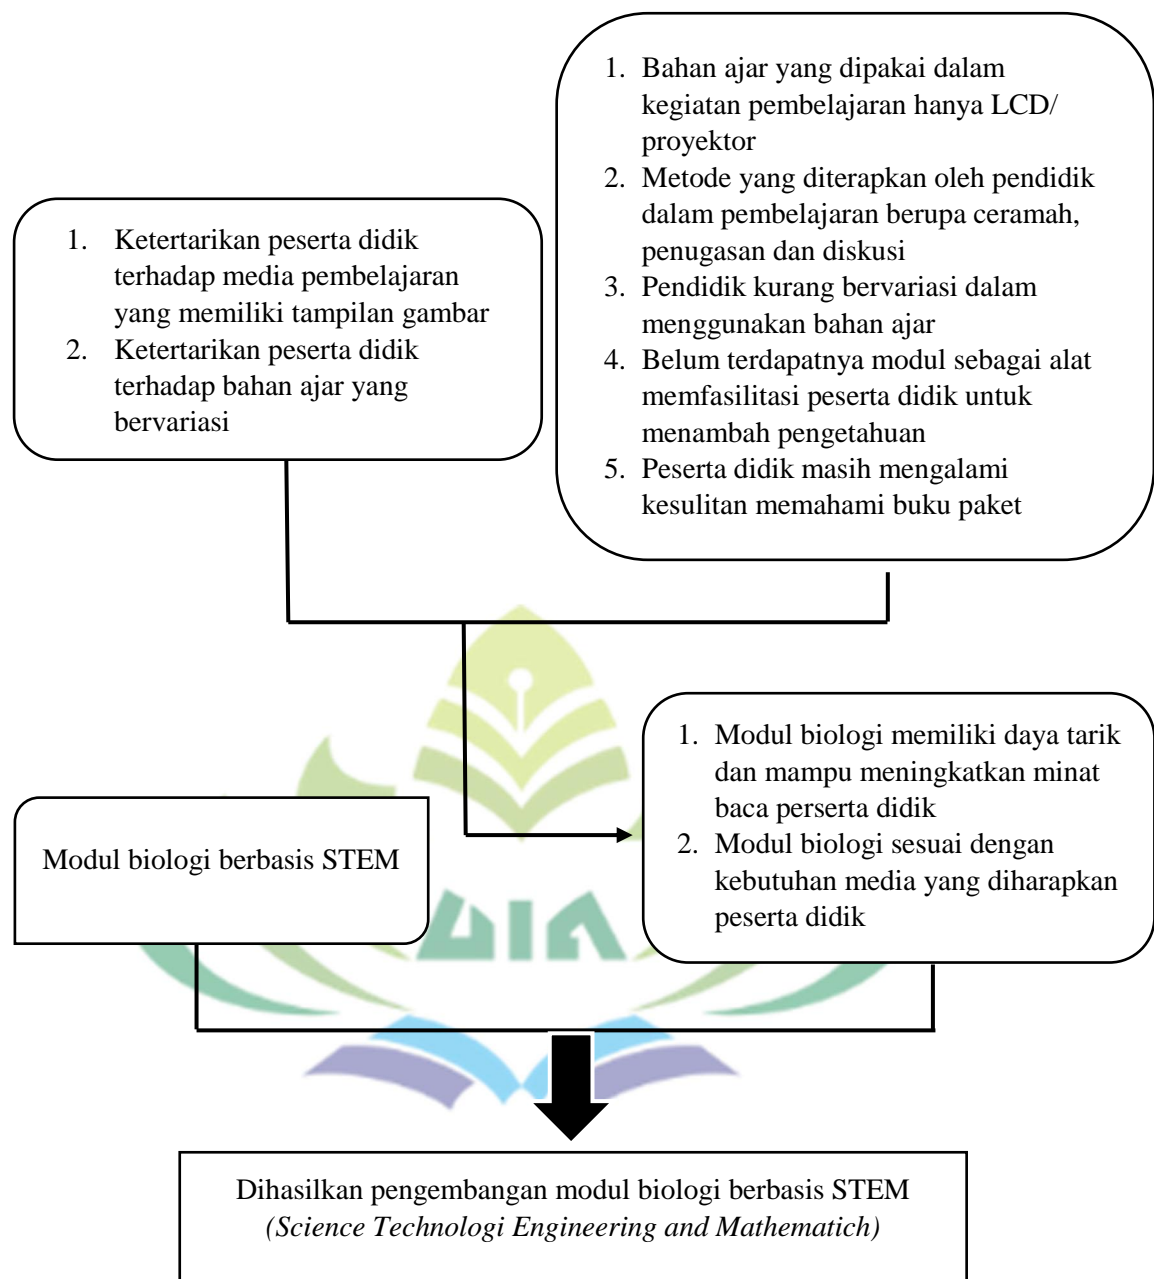 1. Ketertarikan peserta didik
terhadap media pembelajaran
yang memiliki tampilan gambar
2. Ketertarikan peserta didik
terhadap bahan ajar yang
bervariasi
1. Bahan ajar yang dipakai dalam
kegiatan pembelajaran hanya LCD/
proyektor
2. Metode yang diterapkan oleh pendidik
dalam pembelajaran berupa ceramah,
penugasan dan diskusi
3. Pendidik kurang bervariasi dalam
menggunakan bahan ajar
4. Belum terdapatnya modul sebagai alat
memfasilitasi peserta didik untuk
menambah pengetahuan
5. Peserta didik masih mengalami
kesulitan memahami buku paket
Modul biologi berbasis STEM
1. Modul biologi memiliki daya tarik
dan mampu meningkatkan minat
baca perserta didik
2. Modul biologi sesuai dengan
kebutuhan media yang diharapkan
peserta didik
UIN
Dihasilkan pengembangan modul biologi berbasis STEM
(Science Technologi Engineering and Mathematich)